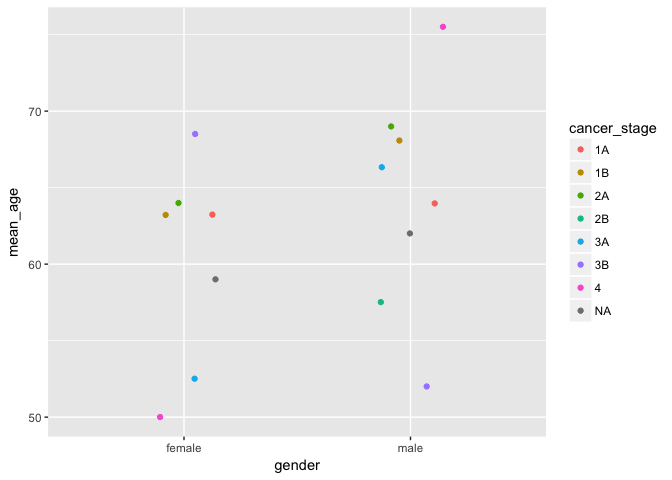 mean_age
70
60
50
female
male
gender
cancer_stage
1A
1B
2A
2B
3A
3B
4
NA